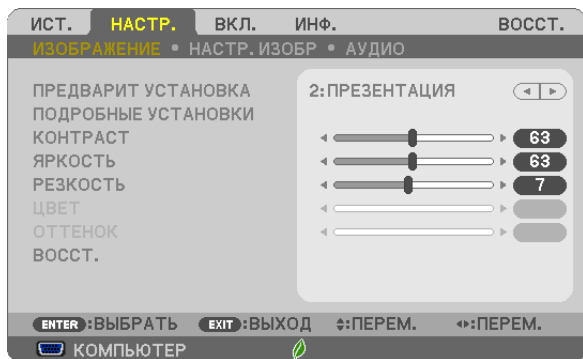 ИСТ. НАСТР. ВКЛ. ИНФ. ВОССТ.
ИЗОБРАЖЕНИЕ • НАСТР. ИЗОБР • АУДИО
ПРЕДВАРИТ УСТАНОВКА 2:ПРЕЗЕНТАЦИЯ
ПОДРОБНЫЕ УСТАНОВКИ
КОНТРАСТ 63
ЯРКОСТЬ 63
РЕЗКОСТЬ 7
ЦВЕТ
ОТТЕНОК
ВОССТ.
ENTER :ВЫБРАТЬ EXIT :ВЫХОД :ПЕРЕМ. :ПЕРЕМ.
КОМПЬЮТЕР